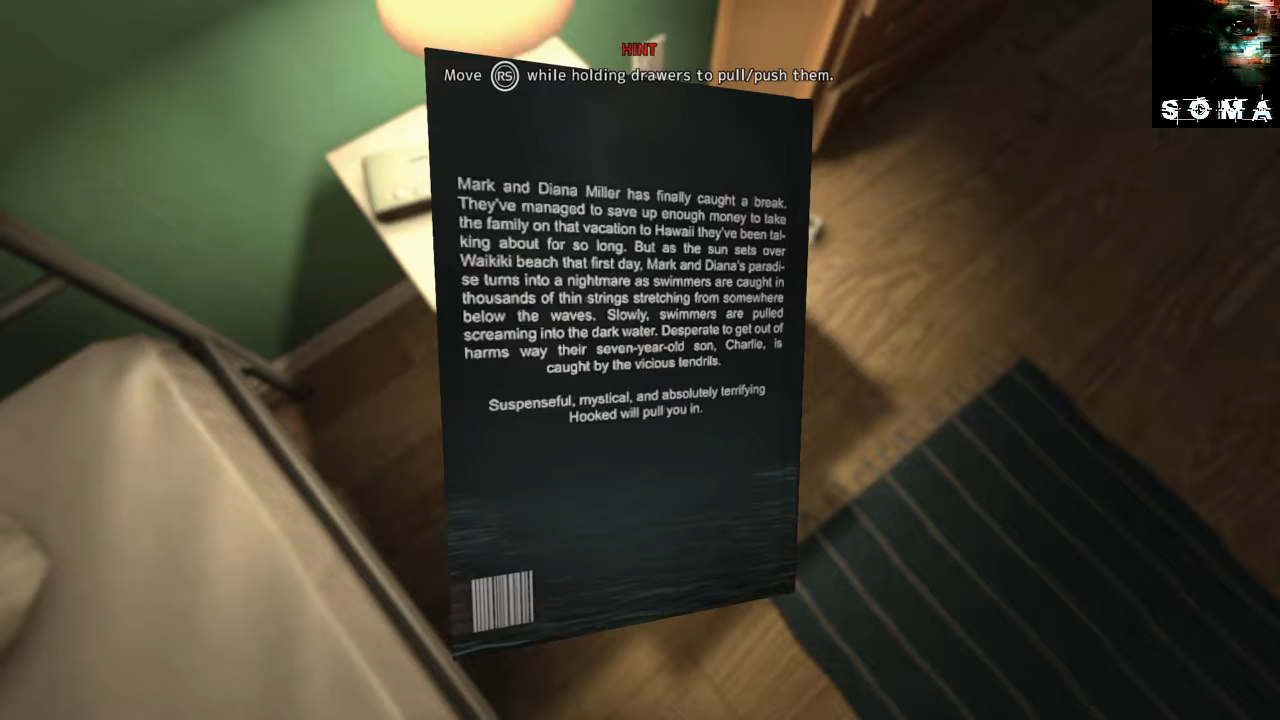 HINT
Move RS while holding drawers to pull/push them.
SOMA
Mark and Diana Miller has finally caught a break.
They've managed to save up enough money to take
the family on that vacation to Hawaii they've been tal-
king about for so long. But as the sun sets over
Waikiki beach that first day, Mark and Diana's paradi-
se turns into a nightmare as swimmers are caught in
thousands of thin strings stretching from somewhere
below the waves. Slowly, swimmers are pulled
screaming into the dark water. Desperate to get out of
harms way their seven-year-old son, Charlie, is
caught by the vicious tendrils.
Suspenseful, mystical, and absolutely terrifying
Hooked will pull you in.